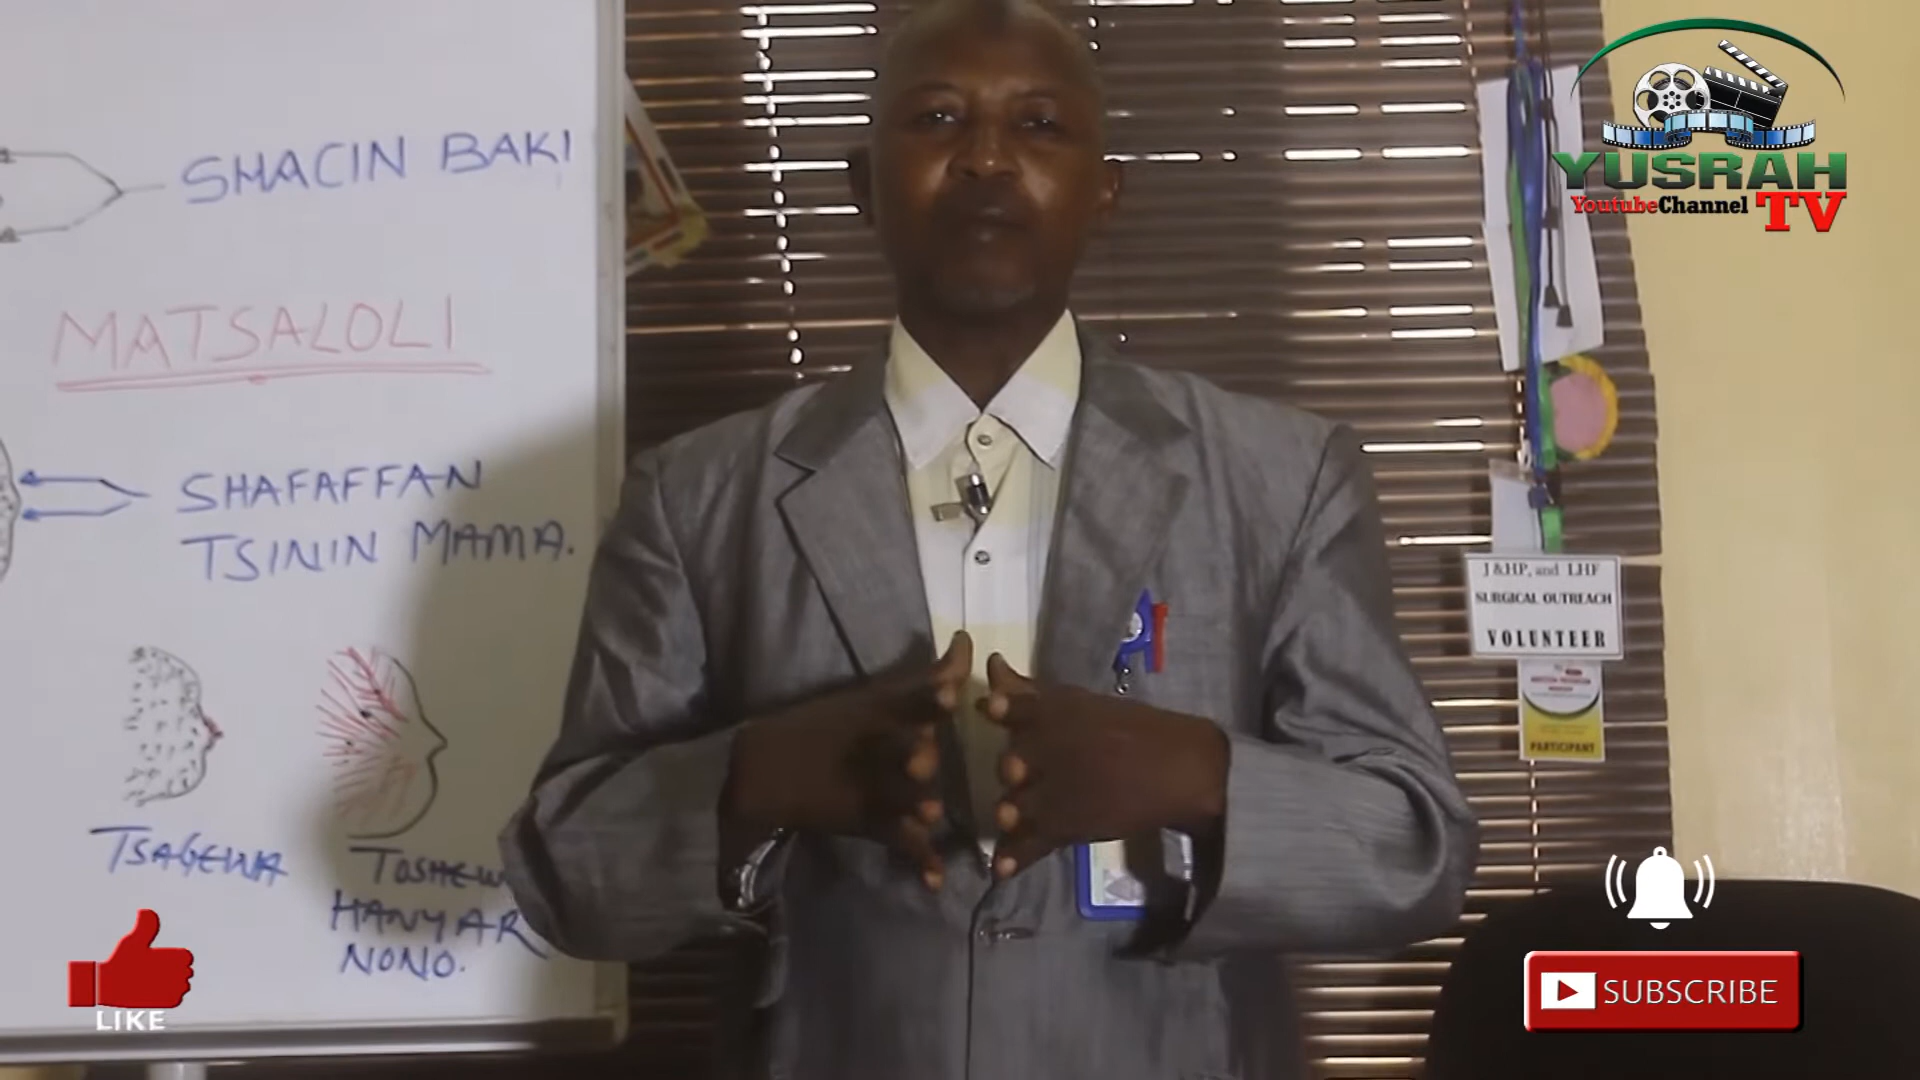 SHACIN BAKI
MATSALOLI
SHAFAFFAN
TSININ MAMA.
TSAGEWA
TOSHEW
HANYAR
NONO.
YUSRAH
YoutubeChannel TV
J &HP, and LHF
SURGICAL OUTREACH
VOLUNTEER
PARTICIPANT
LIKE
SUBSCRIBE